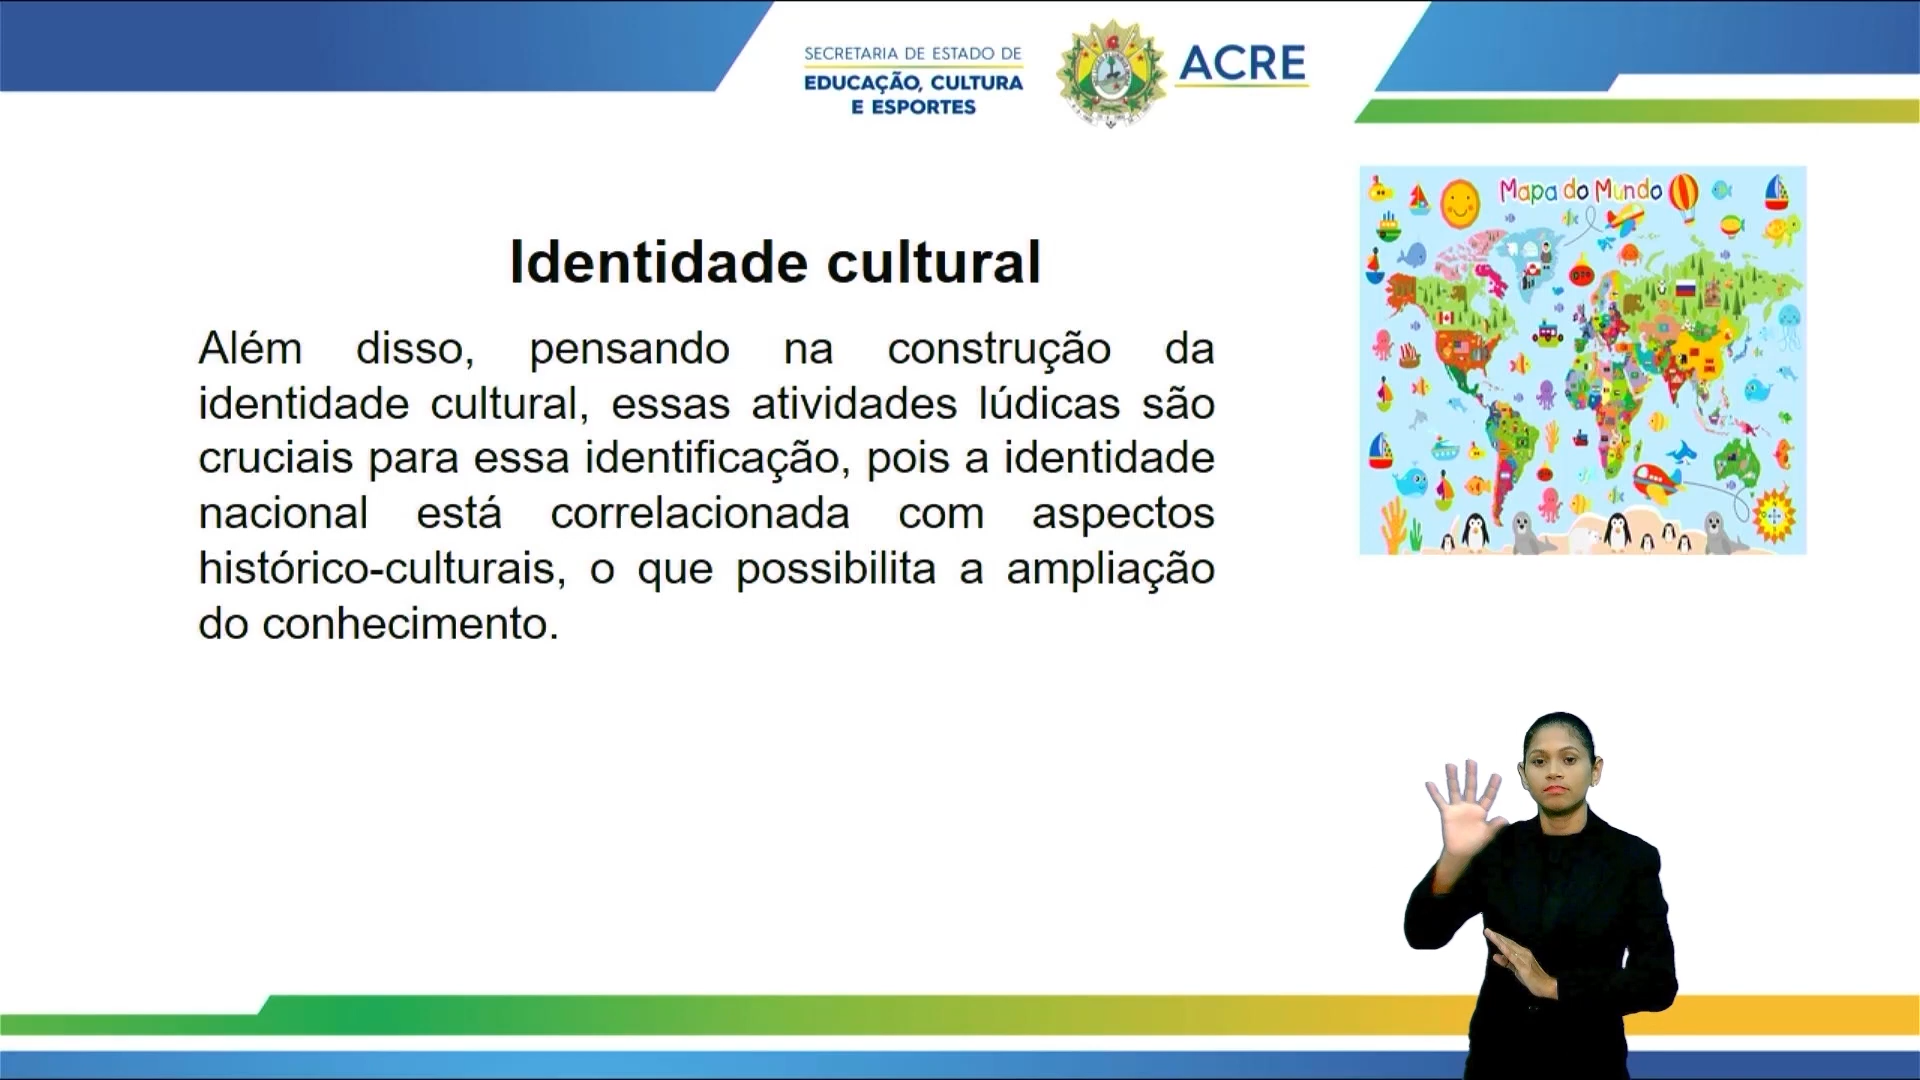 SECRETARIA DE ESTADO DE
EDUCAÇÃO, CULTURA
E ESPORTES
ACRE
Mapa do Mundo
Identidade cultural
Além disso, pensando na construção da
identidade cultural, essas atividades lúdicas são
cruciais para essa identificação, pois a identidade
nacional está correlacionada com aspectos
histórico-culturais, o que possibilita a ampliação
do conhecimento.